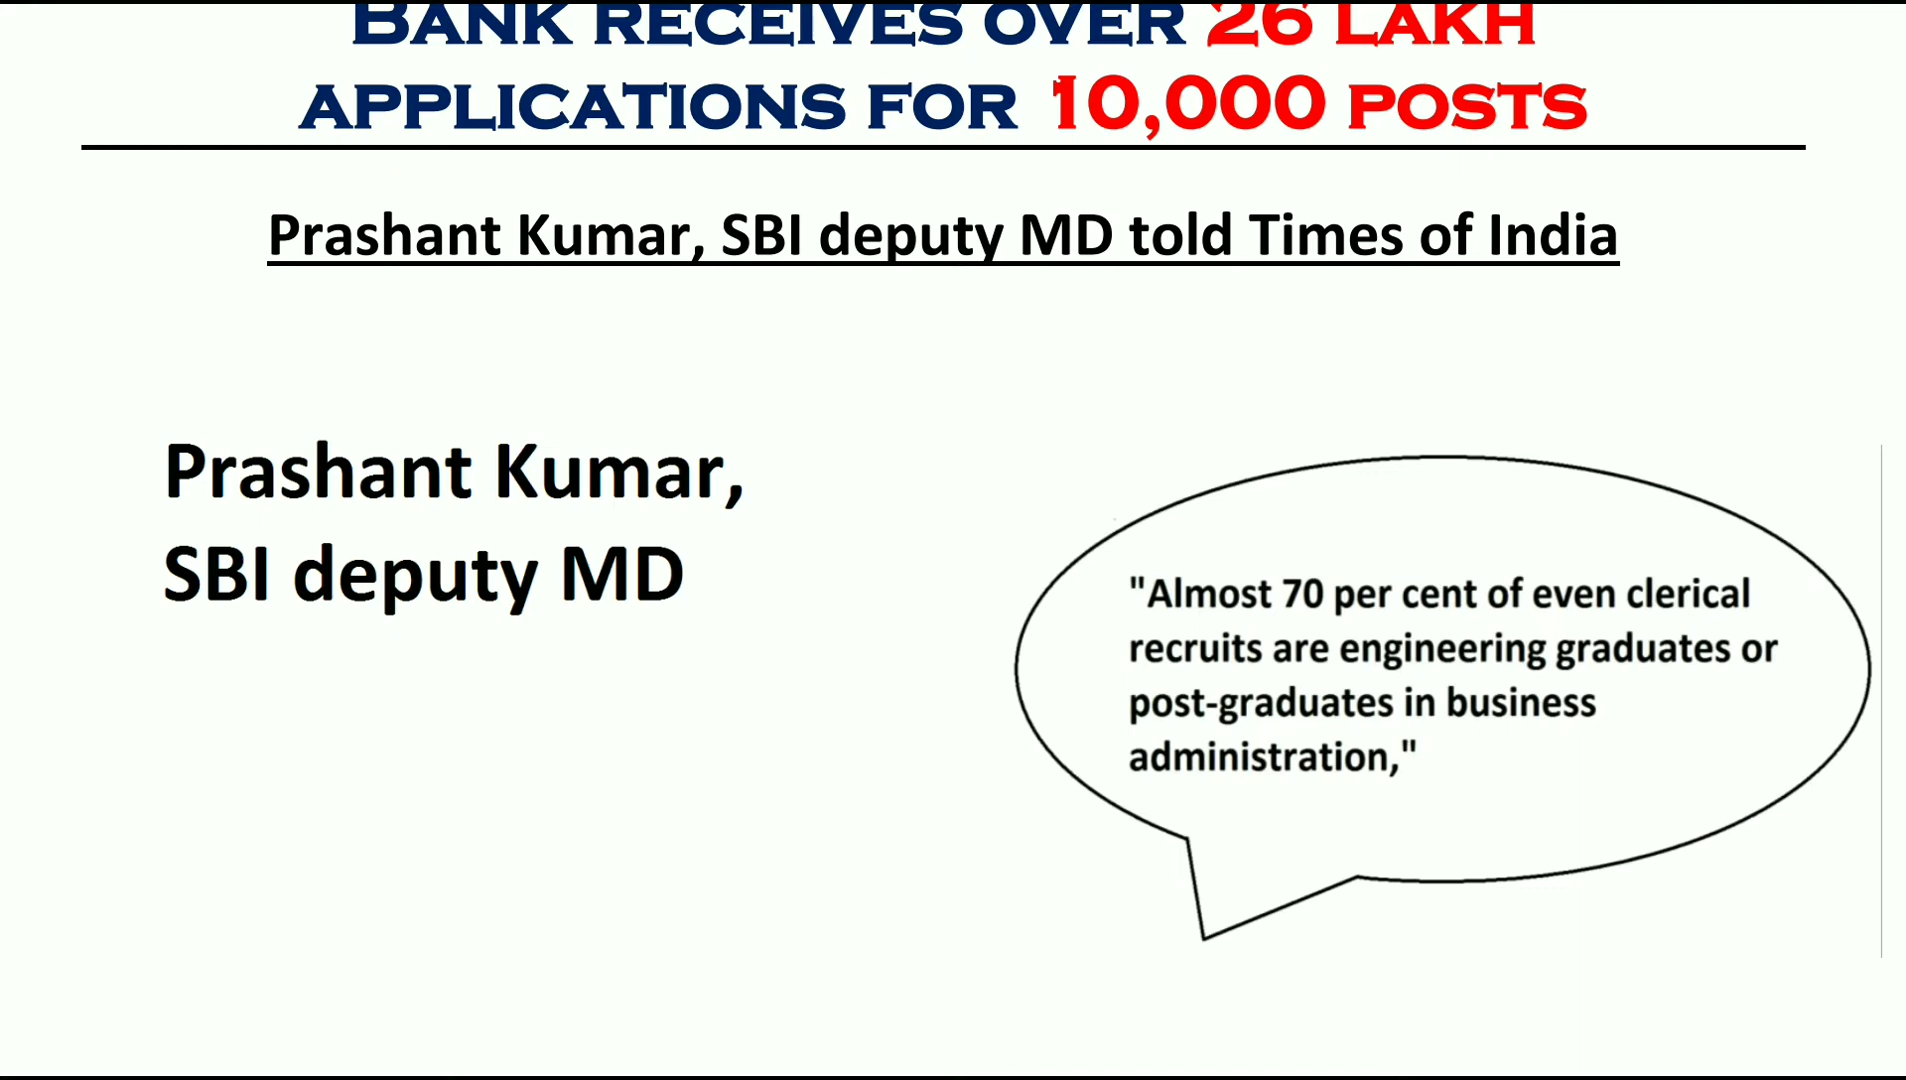 BANK RECEIVES OVER 26 LAKH
APPLICATIONS FOR 10,000 POSTS
Prashant Kumar, SBI deputy MD told Times of India
Prashant Kumar,
SBI deputy MD
"Almost 70 per cent of even clerical
recruits are engineering graduates or
post-graduates in business
administration,"